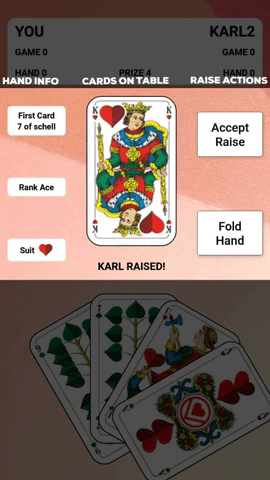 YOU KARL2
GAME 0 GAME 0
HAND 0 PRIZE 4 HAND 0
HAND INFO CARDS ON TABLE RAISE ACTIONS
First Card
7 of schell
Rank Ace
Suit
K K
K K
Accept
Raise
Fold
Hand
KARL RAISED!